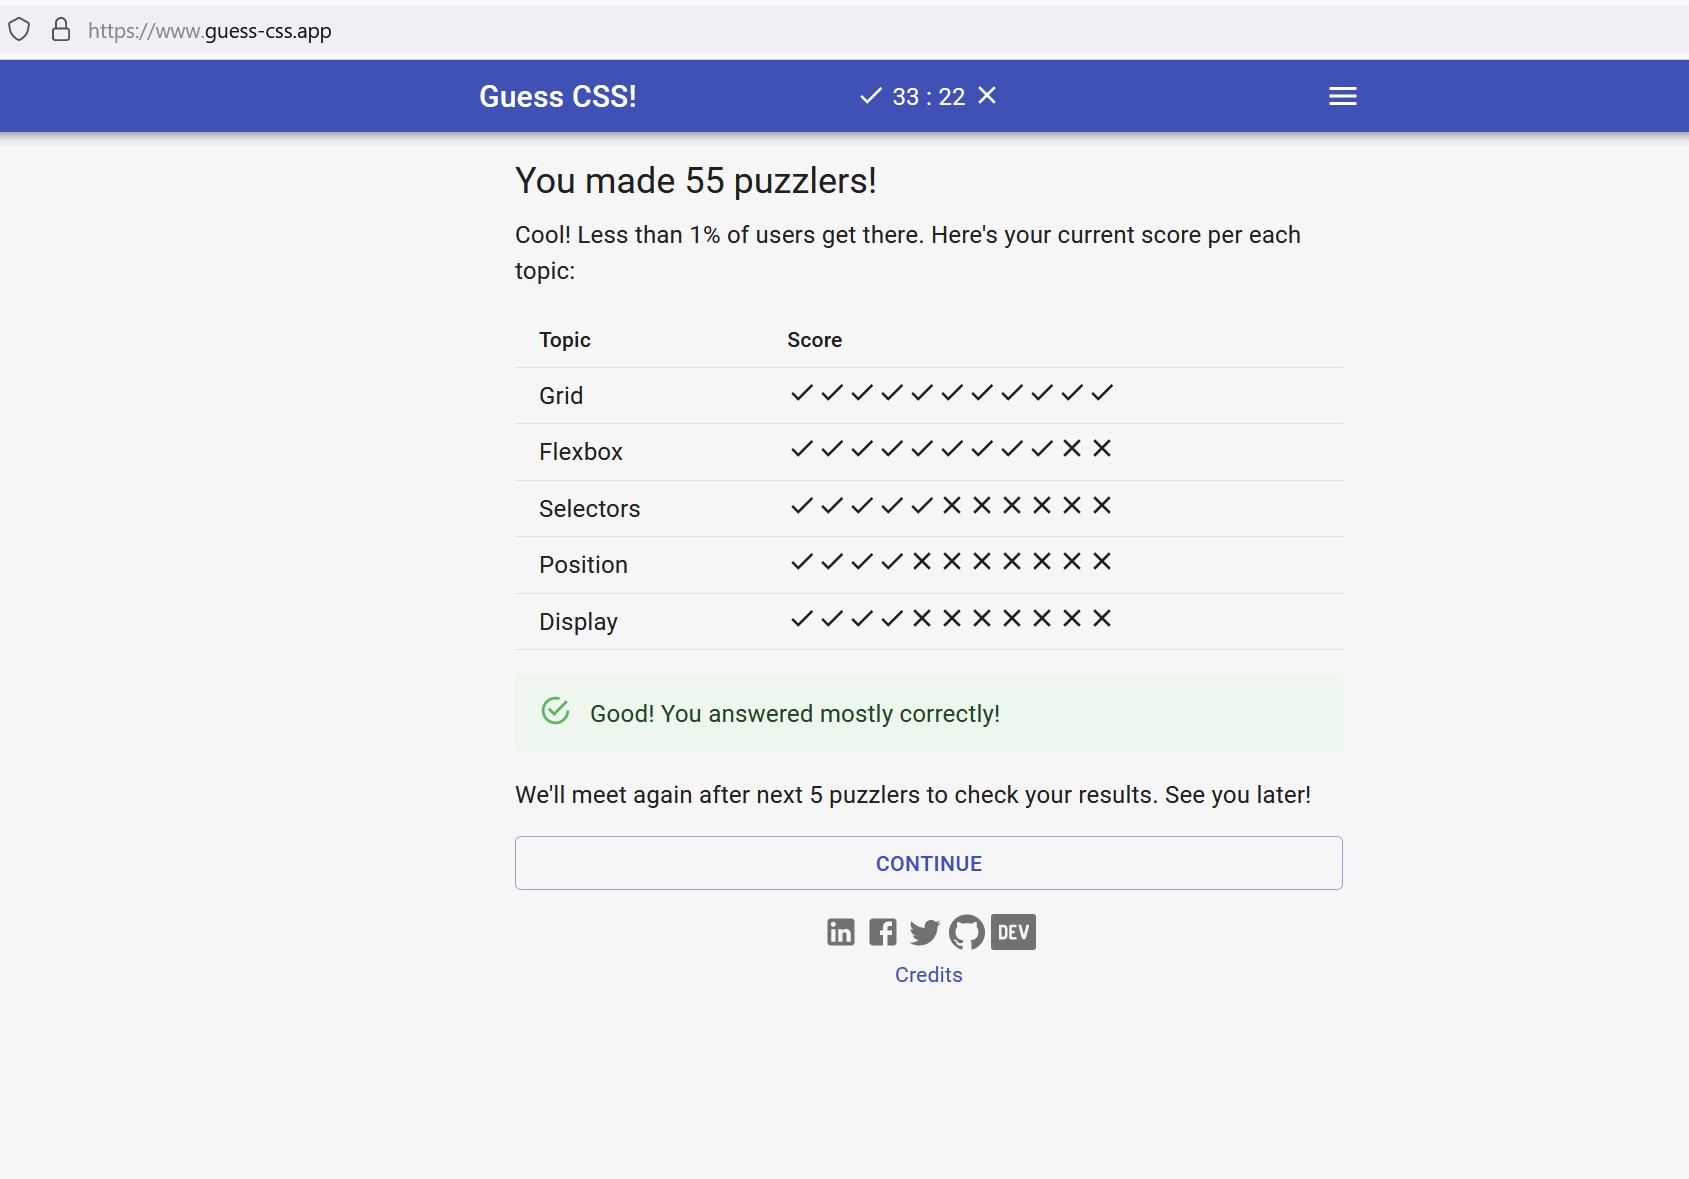 https://www.guess-css.app
Guess CSS!
33 : 22
You made 55 puzzlers!
Cool! Less than 1% of users get there. Here's your current score per each
topic:
Topic Score
Grid
Flexbox
Selectors
Position
Display
Good! You answered mostly correctly!
We'll meet again after next 5 puzzlers to check your results. See you later!
CONTINUE
in f DEV
Credits